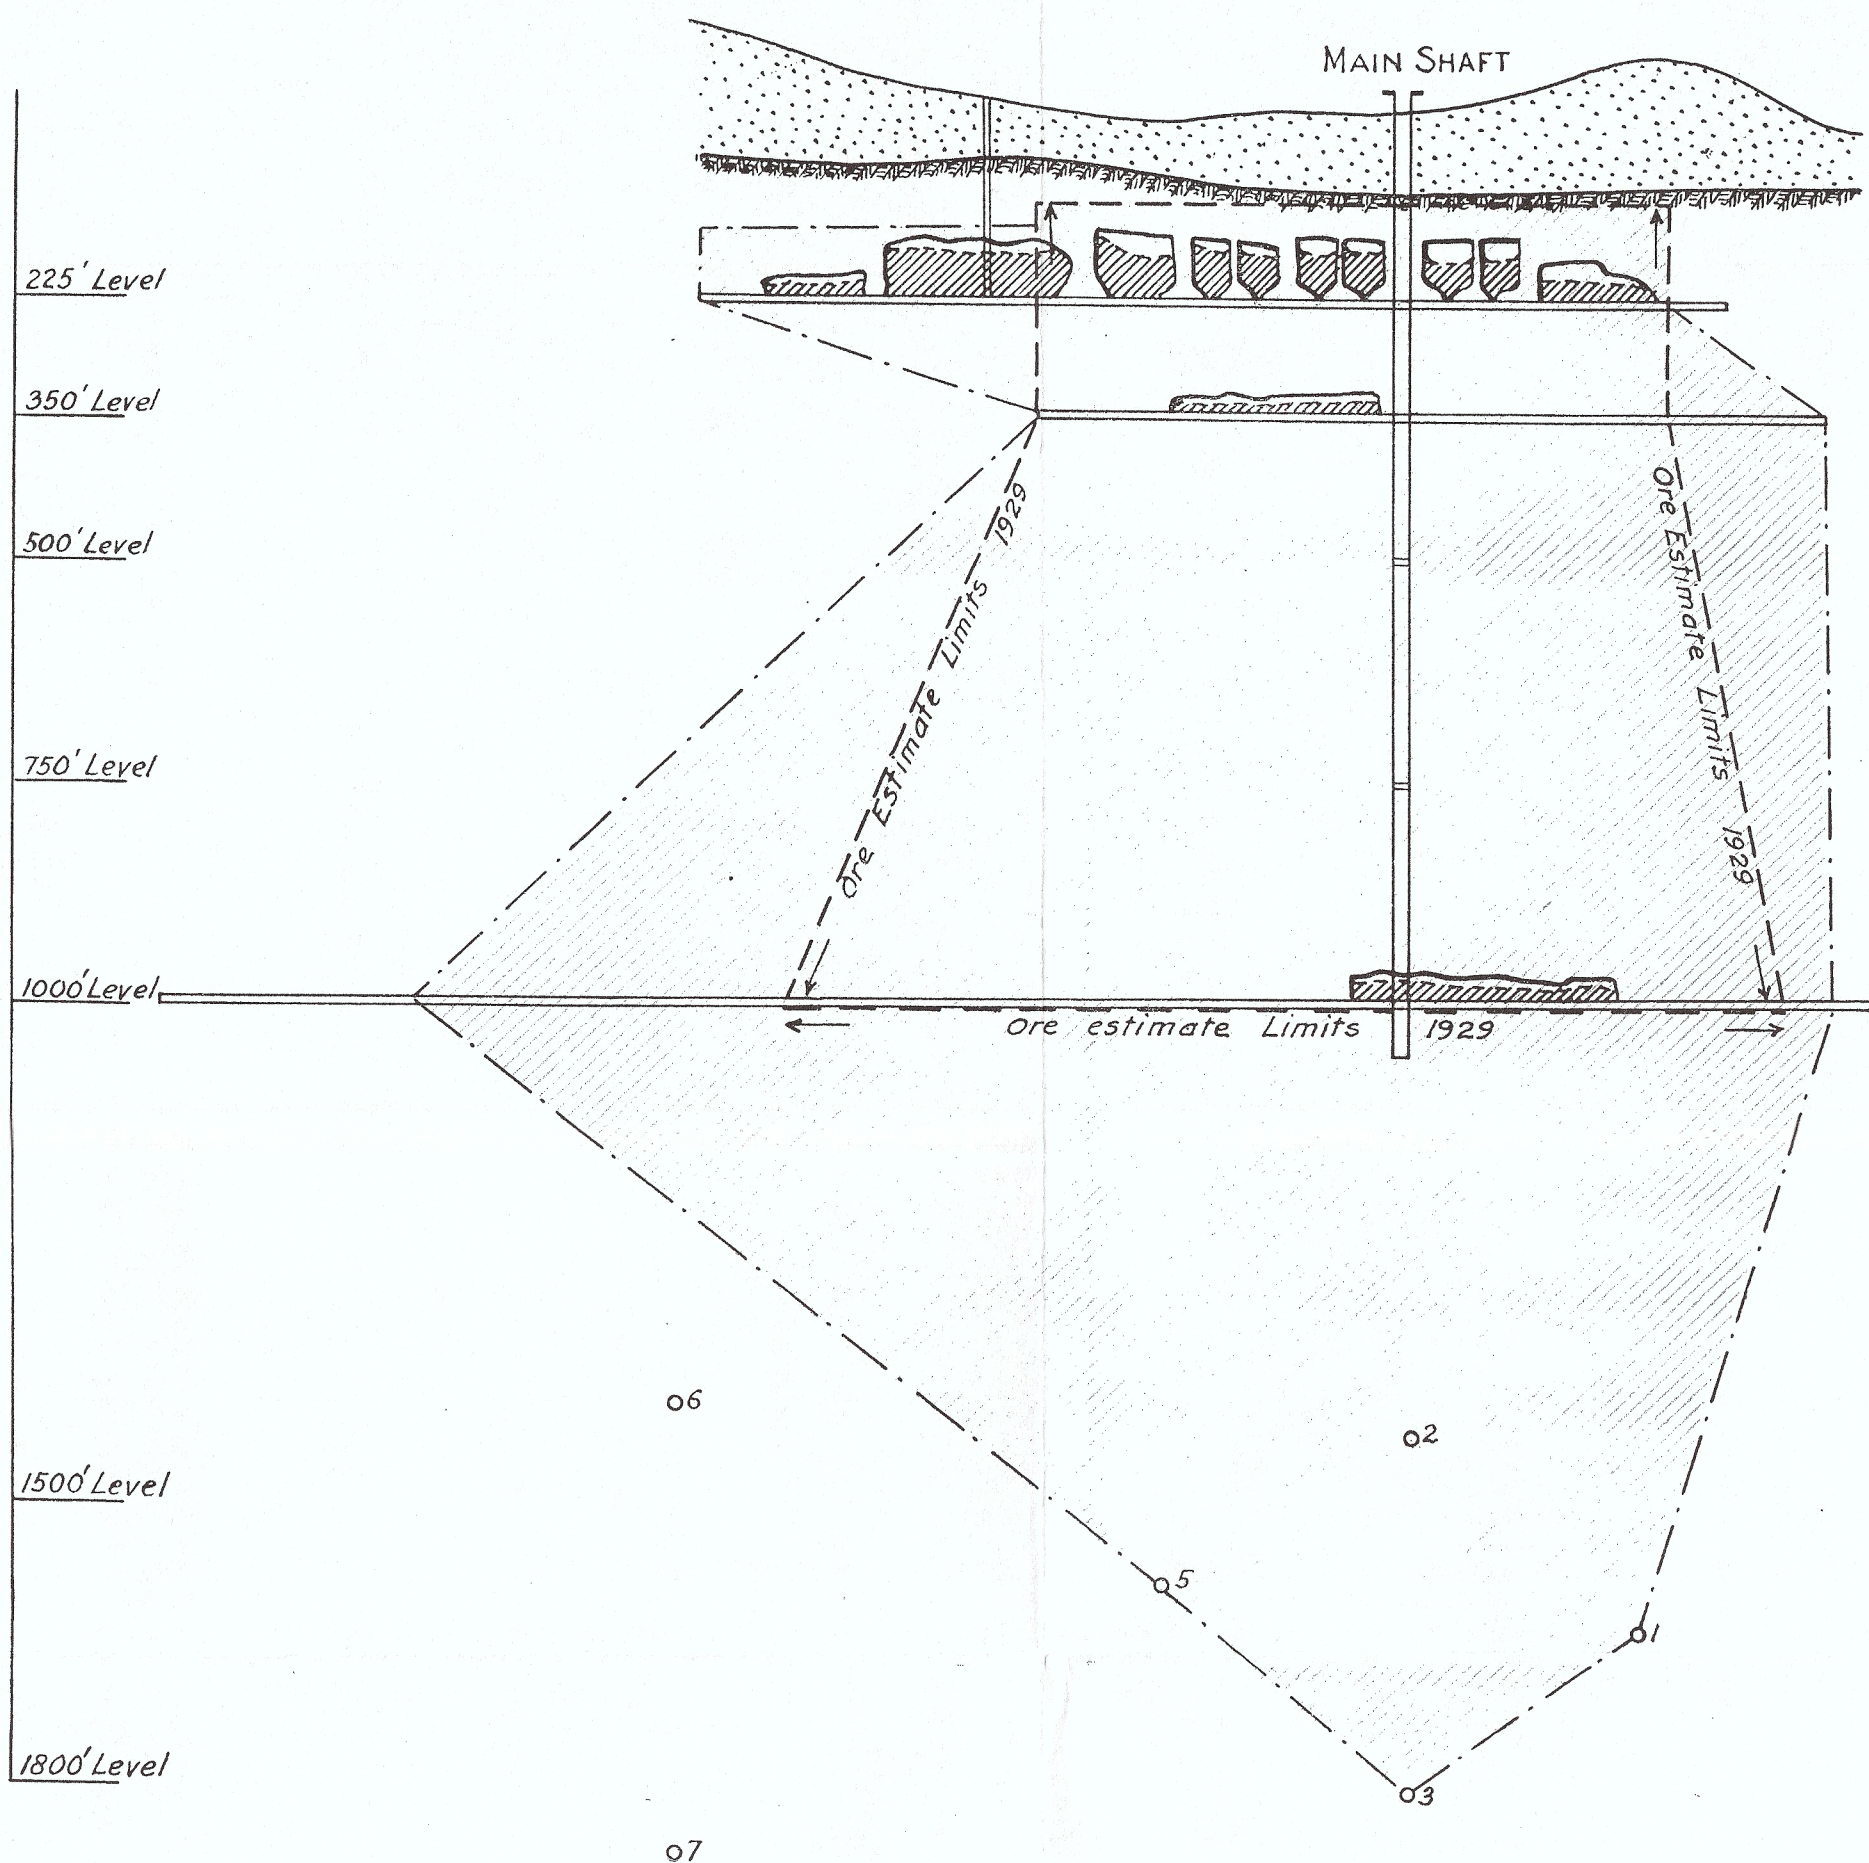 MAIN SHAFT
225' Level
350' Level
500' Level
750' Level
1000' Level
1500' Level
1800' Level
Ore Estimate Limits 1929
Ore Estimate Limits 1929
Ore estimate Limits 1929
6
2
5
1
3
7